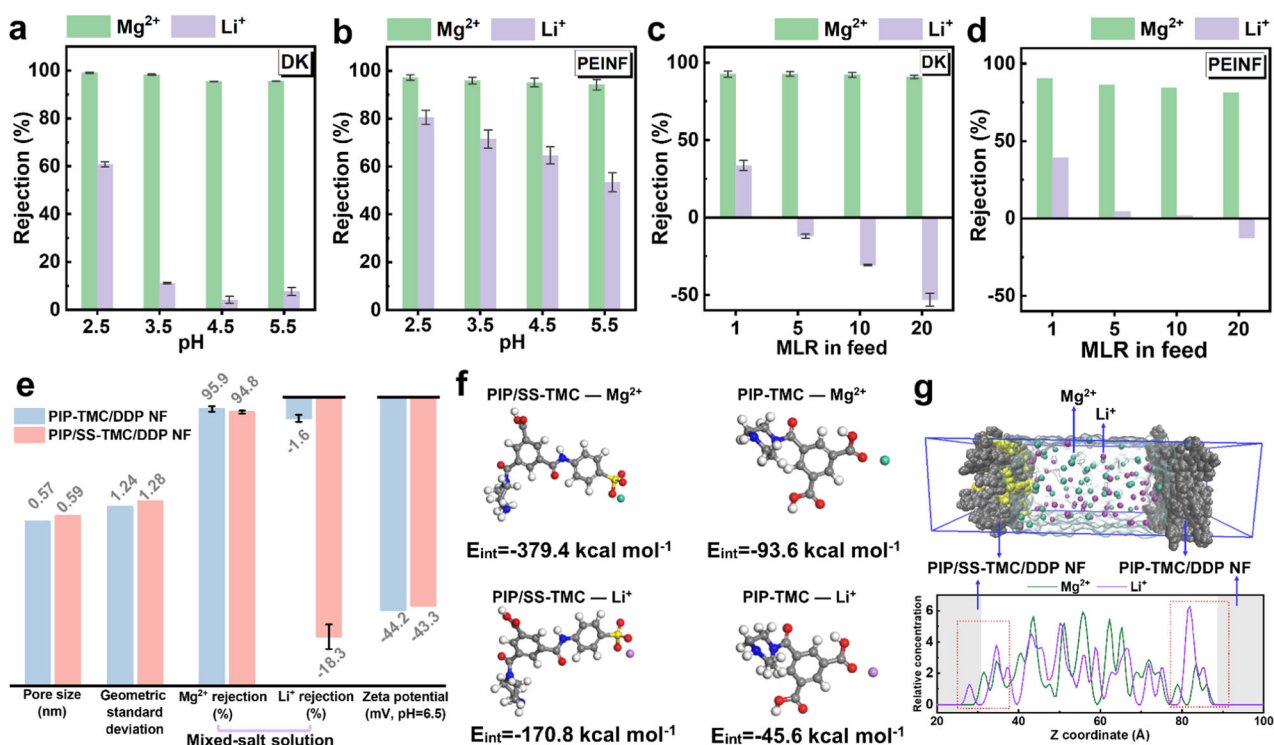 a
Mg²⁺ Li⁺
DK
Rejection (%)
100
80
60
40
20
0
2.5 3.5 4.5 5.5
pH
b
Mg²⁺ Li⁺
PEINF
Rejection (%)
100
80
60
40
20
0
2.5 3.5 4.5 5.5
pH
c
Mg²⁺ Li⁺
DK
Rejection (%)
100
50
0
-50
1 5 10 20
MLR in feed
d
Mg²⁺ Li⁺
PEINF
Rejection (%)
100
50
0
-50
1 5 10 20
MLR in feed
e
PIP-TMC/DDP NF
PIP/SS-TMC/DDP NF
0.57 0.59
1.24 1.28
95.9 94.8
-1.6
-18.3
-44.2 -43.3
Pore size
(nm)
Geometric
standard
deviation
Mg²⁺ rejection
(%)
Li⁺ rejection
(%)
Zeta potential
(mV, pH=6.5)
Mixed-salt solution
f
PIP/SS-TMC — Mg²⁺
Eint=-379.4 kcal mol⁻¹
PIP-TMC — Mg²⁺
Eint=-93.6 kcal mol⁻¹
PIP/SS-TMC — Li⁺
Eint=-170.8 kcal mol⁻¹
PIP-TMC — Li⁺
Eint=-45.6 kcal mol⁻¹
g
Mg²⁺
Li⁺
PIP/SS-TMC/DDP NF
PIP-TMC/DDP NF
Mg²⁺ Li⁺
Relative concentration
6
4
2
0
20 40 60 80 100
Z coordinate (Å)